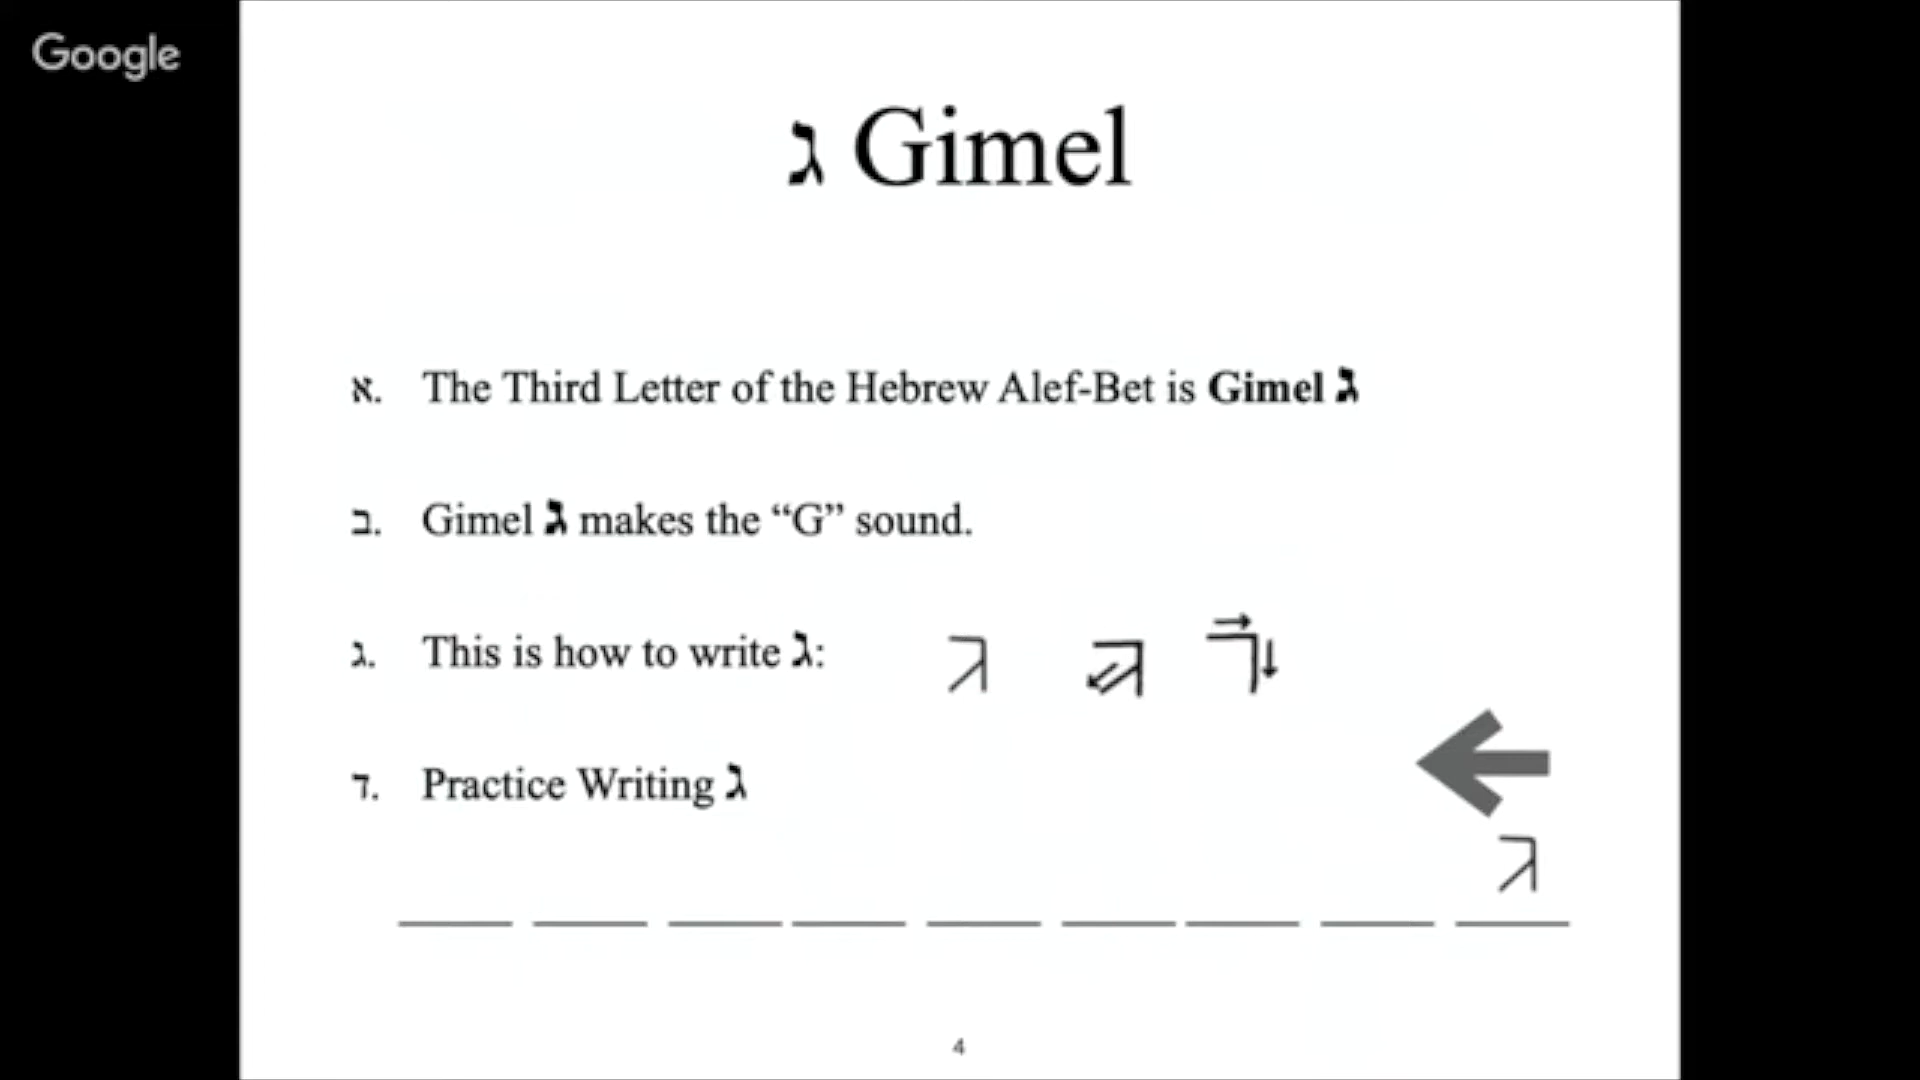 Google
ג Gimel
א. The Third Letter of the Hebrew Alef-Bet is Gimel ג
ב. Gimel ג makes the “G” sound.
ג. This is how to write ג: ג
ד. Practice Writing ג
ג
4